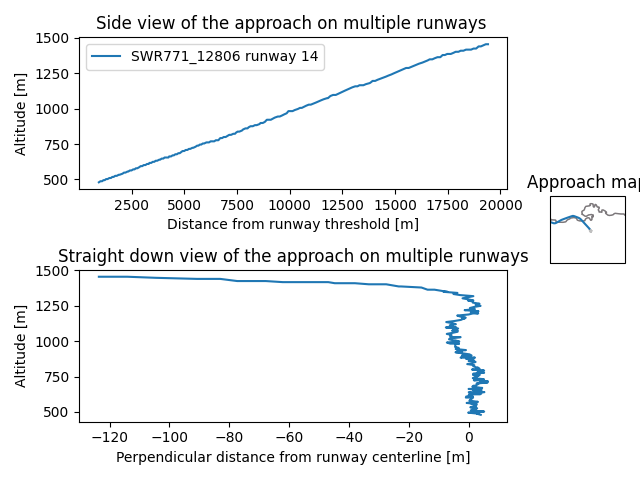 Side view of the approach on multiple runways
1500
1250
1000
750
500
Altitude [m]
SWR771_12806 runway 14
2500 5000 7500 10000 12500 15000 17500 20000
Distance from runway threshold [m]
Approach map
Straight down view of the approach on multiple runways
1500
1250
1000
750
500
Altitude [m]
−120 −100 −80 −60 −40 −20 0
Perpendicular distance from runway centerline [m]